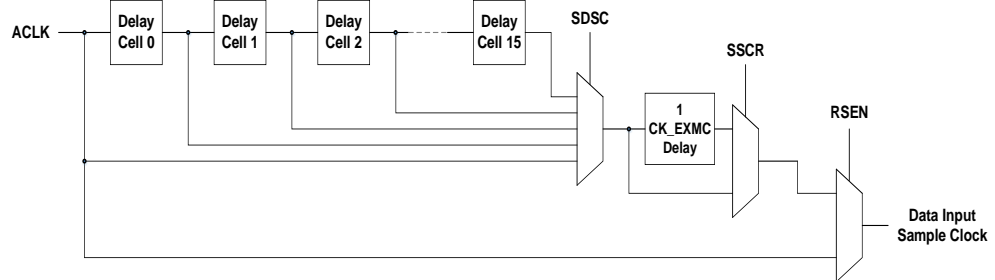 ACLK
Delay
Cell 0
Delay
Cell 1
Delay
Cell 2
Delay
Cell 15
SDSC
1
CK_EXMC
Delay
SSCR
RSEN
Data Input
Sample Clock